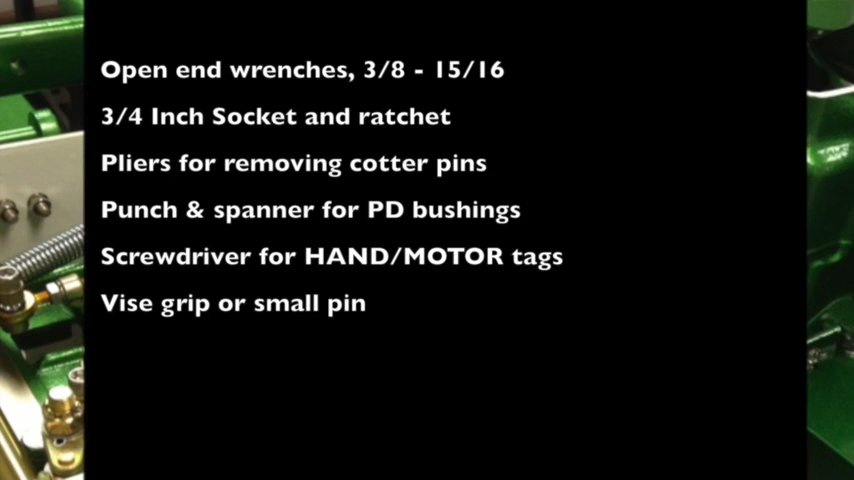 Open end wrenches, 3/8 - 15/16
3/4 Inch Socket and ratchet
Pliers for removing cotter pins
Punch & spanner for PD bushings
Screwdriver for HAND/MOTOR tags
Vise grip or small pin